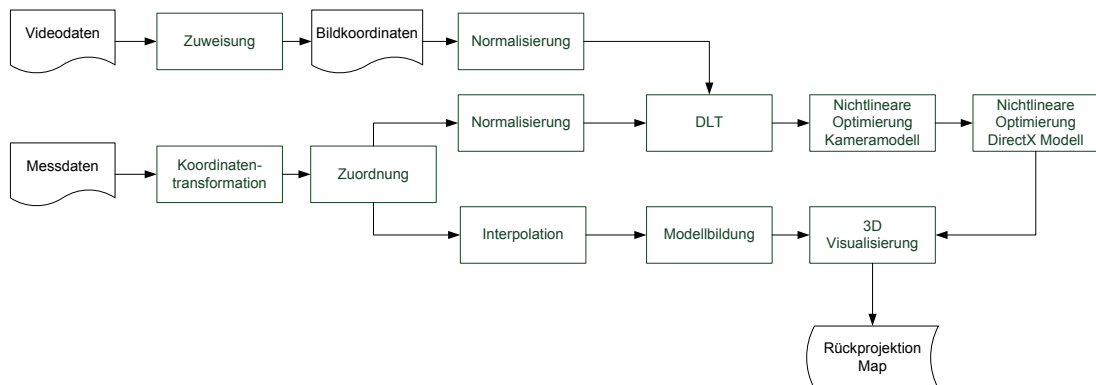 Videodaten
Zuweisung
Bildkoordinaten
Normalisierung
Normalisierung
DLT
Nichtlineare
Optimierung
Kameramodell
Nichtlineare
Optimierung
DirectX Modell
Messdaten
Koordinaten-
transformation
Zuordnung
Interpolation
Modellbildung
3D
Visualisierung
Rückprojektion
Map